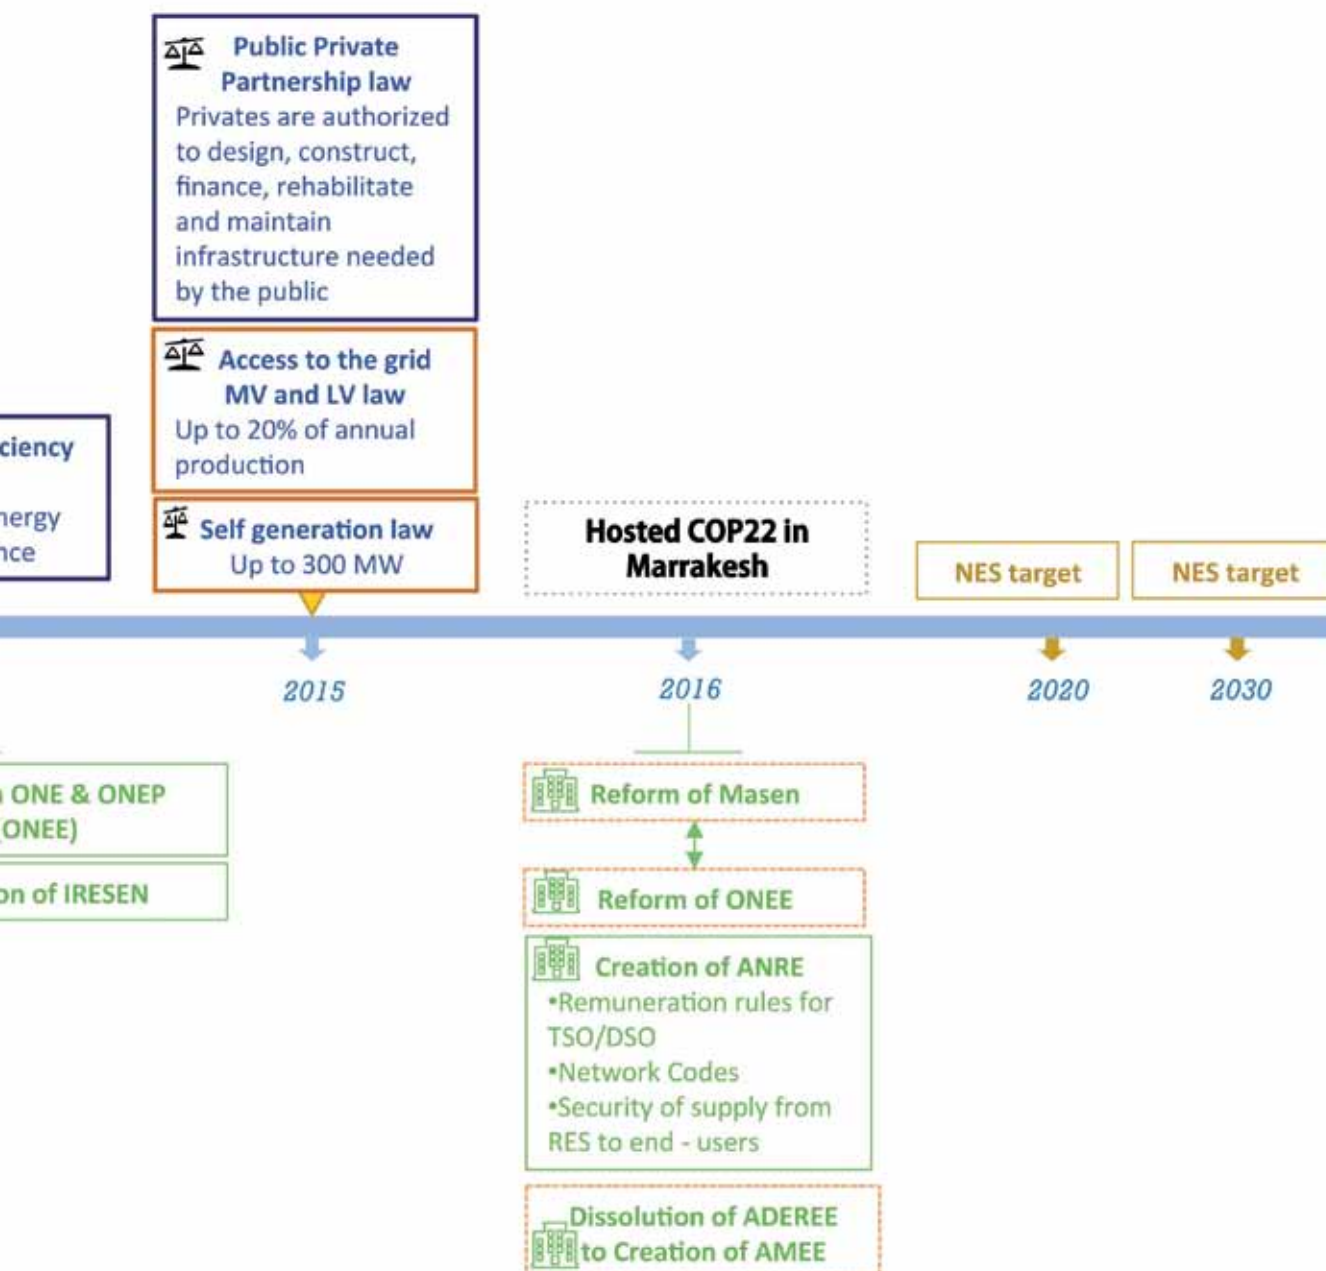 Public Private
Partnership law
Privates are authorized
to design, construct,
finance, rehabilitate
and maintain
infrastructure needed
by the public
Access to the grid
MV and LV law
Up to 20% of annual
production
Self generation law
Up to 300 MW
ciency
nergy
nce
Hosted COP22 in
Marrakesh
NES target
NES target
2015
2016
2020
2030
ONE & ONEP
(ONEE)
on of IRESEN
Reform of Masen
Reform of ONEE
Creation of ANRE
•Remuneration rules for
TSO/DSO
•Network Codes
•Security of supply from
RES to end - users
Dissolution of ADEREE
to Creation of AMEE